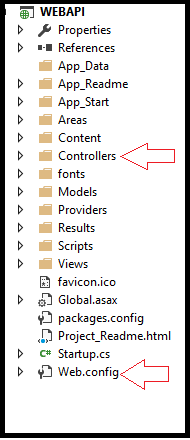 WEBAPI
Properties
References
App_Data
App_Readme
App_Start
Areas
Content
Controllers
fonts
Models
Providers
Results
Scripts
Views
favicon.ico
Global.asax
packages.config
Project_Readme.html
C# Startup.cs
Web.config